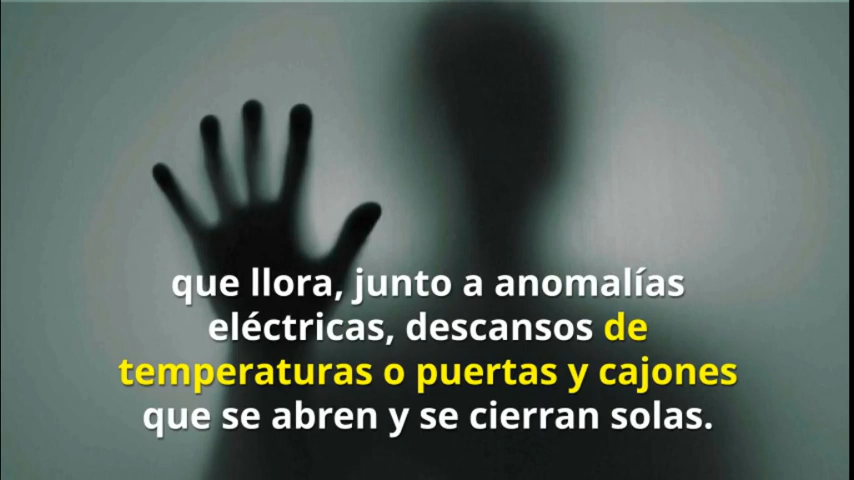 que llora, junto a anomalías
eléctricas, descansos de
temperaturas o puertas y cajones
que se abren y se cierran solas.